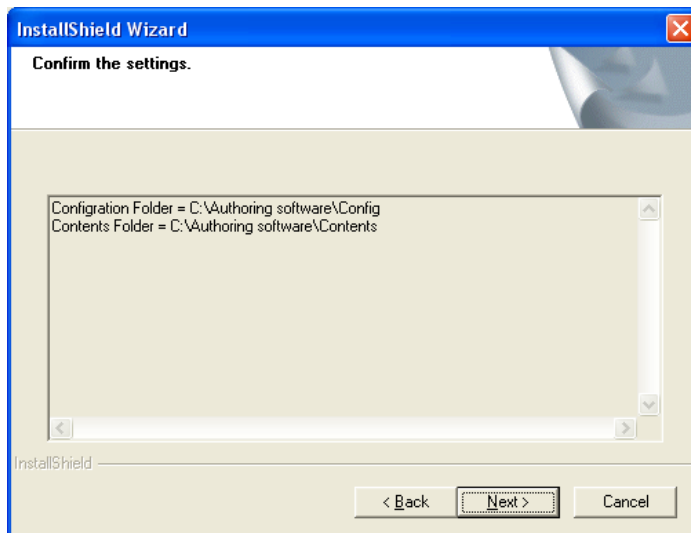 InstallShield Wizard
Confirm the settings.
Configration Folder = C:\Authoring software\Config
Contents Folder = C:\Authoring software\Contents
InstallShield
< Back
Next >
Cancel